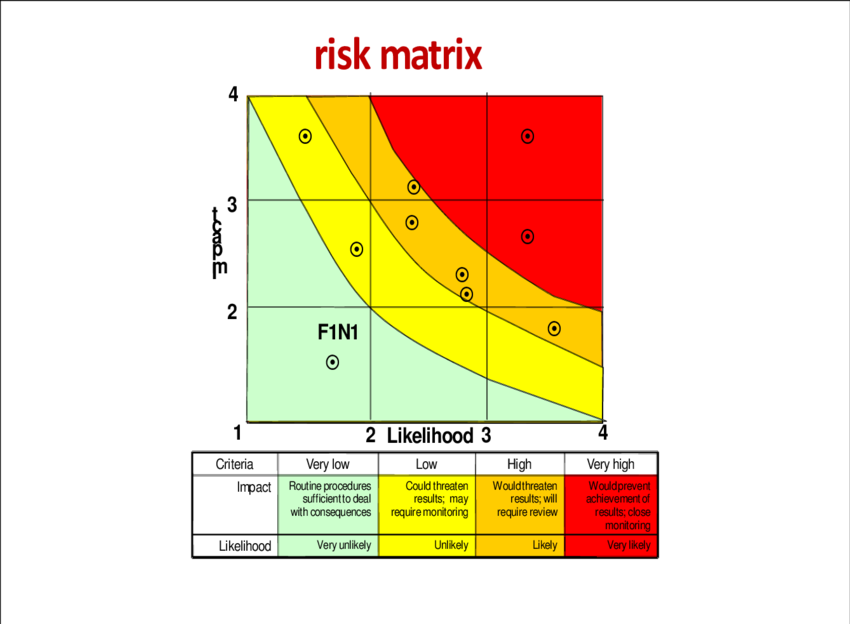 risk matrix
4
3
2
1
Impact
F1N1
2 Likelihood 3 4
Criteria Very low Low High Very high
Impact
Routine procedures
sufficient to deal
with consequences
Could threaten
results; may
require monitoring
Would threaten
results; will
require review
Would prevent
achievement of
results; close
monitoring
Likelihood Very unlikely Unlikely Likely Very likely